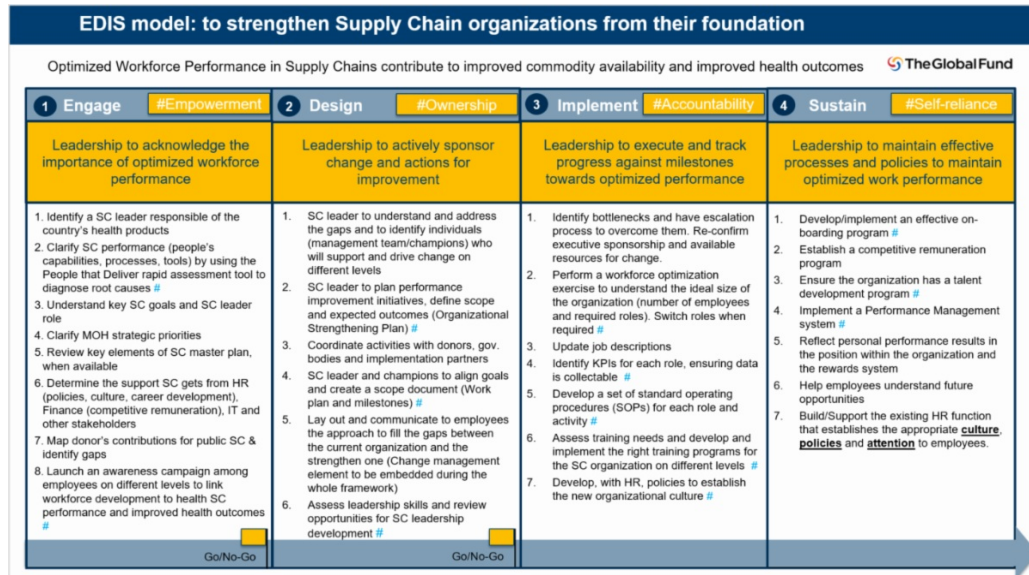 EDIS model: to strengthen Supply Chain organizations from their foundation
Optimized Workforce Performance in Supply Chains contribute to improved commodity availability and improved health outcomes
The Global Fund
1 Engage
#Empowerment
Leadership to acknowledge the
importance of optimized workforce
performance
1. Identify a SC leader responsible of the
country's health products
2. Clarify SC performance (people's
capabilities, processes, tools) by using the
People that Deliver rapid assessment tool to
diagnose root causes #
3. Understand key SC goals and SC leader
role
4. Clarify MOH strategic priorities
5. Review key elements of SC master plan,
when available
6. Determine the support SC gets from HR
(policies, culture, career development),
Finance (competitive remuneration), IT and
other stakeholders
7. Map donor's contributions for public SC &
identify gaps
8. Launch an awareness campaign among
employees on different levels to link
workforce development to health SC
performance and improved health outcomes
#
Go/No-Go
2 Design
#Ownership
Leadership to actively sponsor
change and actions for
improvement
1. SC leader to understand and address
the gaps and to identify individuals
(management team/champions) who
will support and drive change on
different levels
2. SC leader to plan performance
improvement initiatives, define scope
and expected outcomes (Organizational
Strengthening Plan) #
3. Coordinate activities with donors, gov.
bodies and implementation partners
4. SC leader and champions to align goals
and create a scope document (Work
plan and milestones) #
5. Lay out and communicate to employees
the approach to fill the gaps between
the current organization and the
strengthen one (Change management
element to be embedded during the
whole framework)
6. Assess leadership skills and review
opportunities for SC leadership
development #
Go/No-Go
3 Implement
#Accountability
Leadership to execute and track
progress against milestones
towards optimized performance
1. Identify bottlenecks and have escalation
process to overcome them. Re-confirm
executive sponsorship and available
resources for change.
2. Perform a workforce optimization
exercise to understand the ideal size of
the organization (number of employees
and required roles). Switch roles when
required #
3. Update job descriptions
4. Identify KPIs for each role, ensuring data
is collectable #
5. Develop a set of standard operating
procedures (SOPs) for each role and
activity #
6. Assess training needs and develop and
implement the right training programs for
the SC organization on different levels #
7. Develop, with HR, policies to establish
the new organizational culture #
4 Sustain
#Self-reliance
Leadership to maintain effective
processes and policies to maintain
optimized work performance
1. Develop/implement an effective on-
boarding program #
2. Establish a competitive remuneration
program
3. Ensure the organization has a talent
development program #
4. Implement a Performance Management
system #
5. Reflect personal performance results in
the position within the organization and
the rewards system
6. Help employees understand future
opportunities
7. Build/Support the existing HR function
that establishes the appropriate culture,
policies and attention to employees.